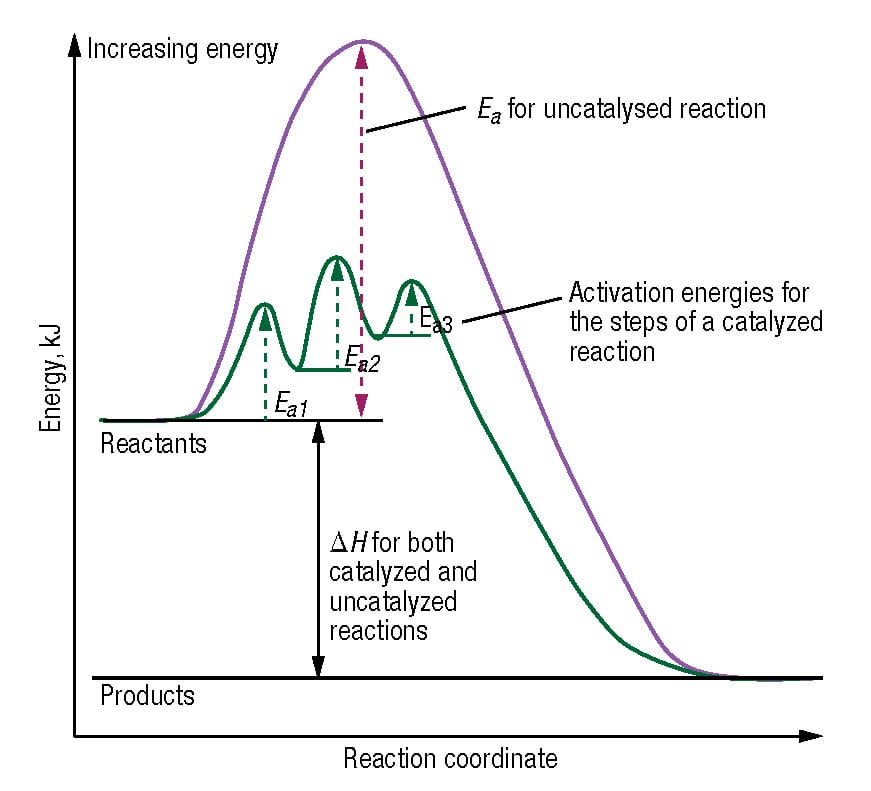 Increasing energy
Ea for uncatalysed reaction
Activation energies for
the steps of a catalyzed
reaction
Ea3
Ea2
Ea1
Energy, kJ
Reactants
ΔH for both
catalyzed and
uncatalyzed
reactions
Products
Reaction coordinate